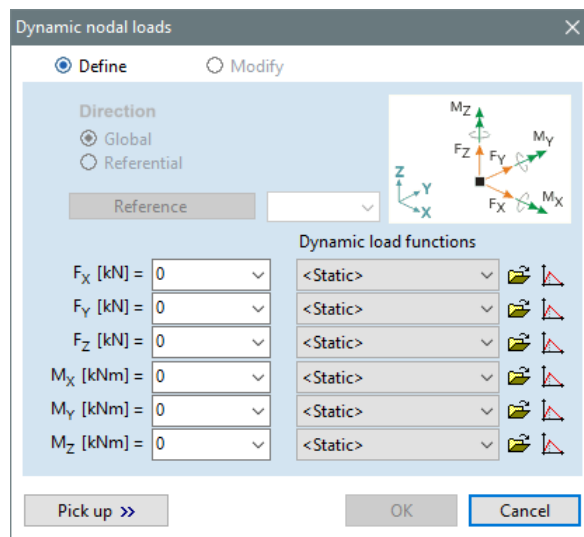 Dynamic nodal loads
Define Modify
Direction
Global
Referential
Reference
MZ
MY
FZ FY
Z
Y
X
FX MX
Dynamic load functions
FX [kN] = 0 <Static>
FY [kN] = 0 <Static>
FZ [kN] = 0 <Static>
MX [kNm] = 0 <Static>
MY [kNm] = 0 <Static>
MZ [kNm] = 0 <Static>
Pick up >> OK Cancel